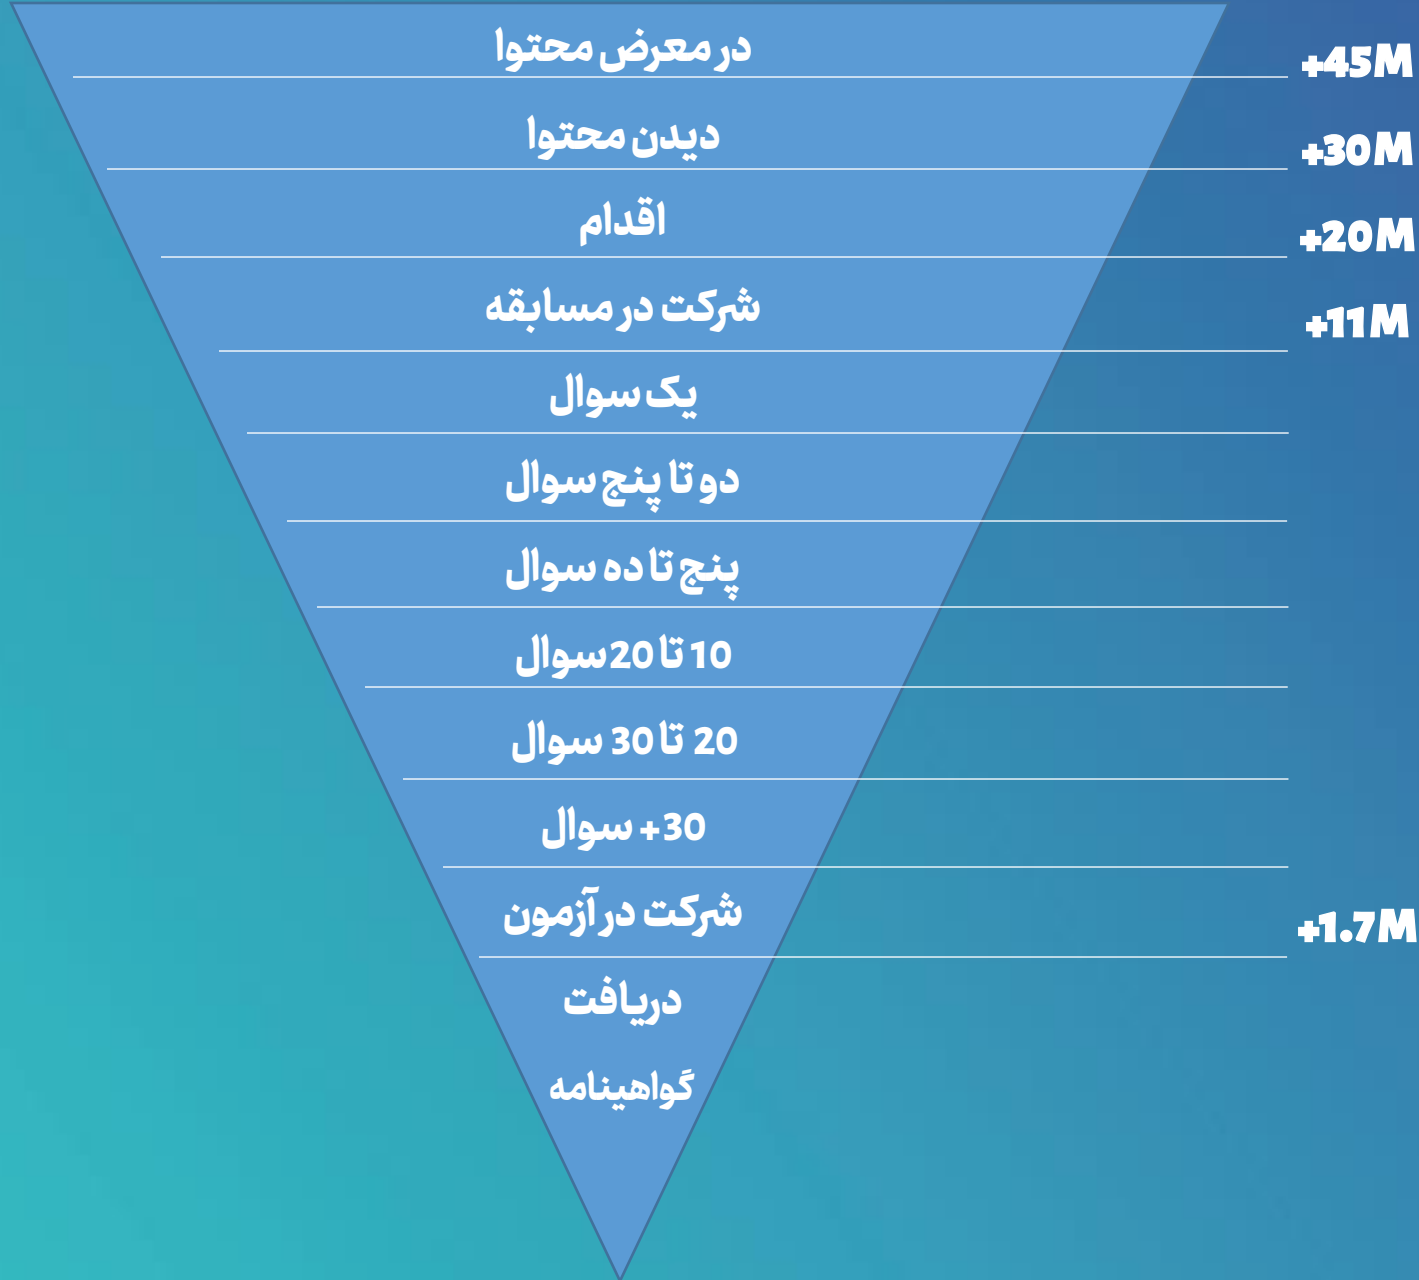 در معرض محتوا
+45M
دیدن محتوا
+30M
اقدام
+20M
شرکت در مسابقه
+11M
یک سوال
دو تا پنج سوال
پنج تا ده سوال
10 تا 20 سوال
20 تا 30 سوال
30+ سوال
شرکت در آزمون
+1.7M
دریافت
گواهینامه